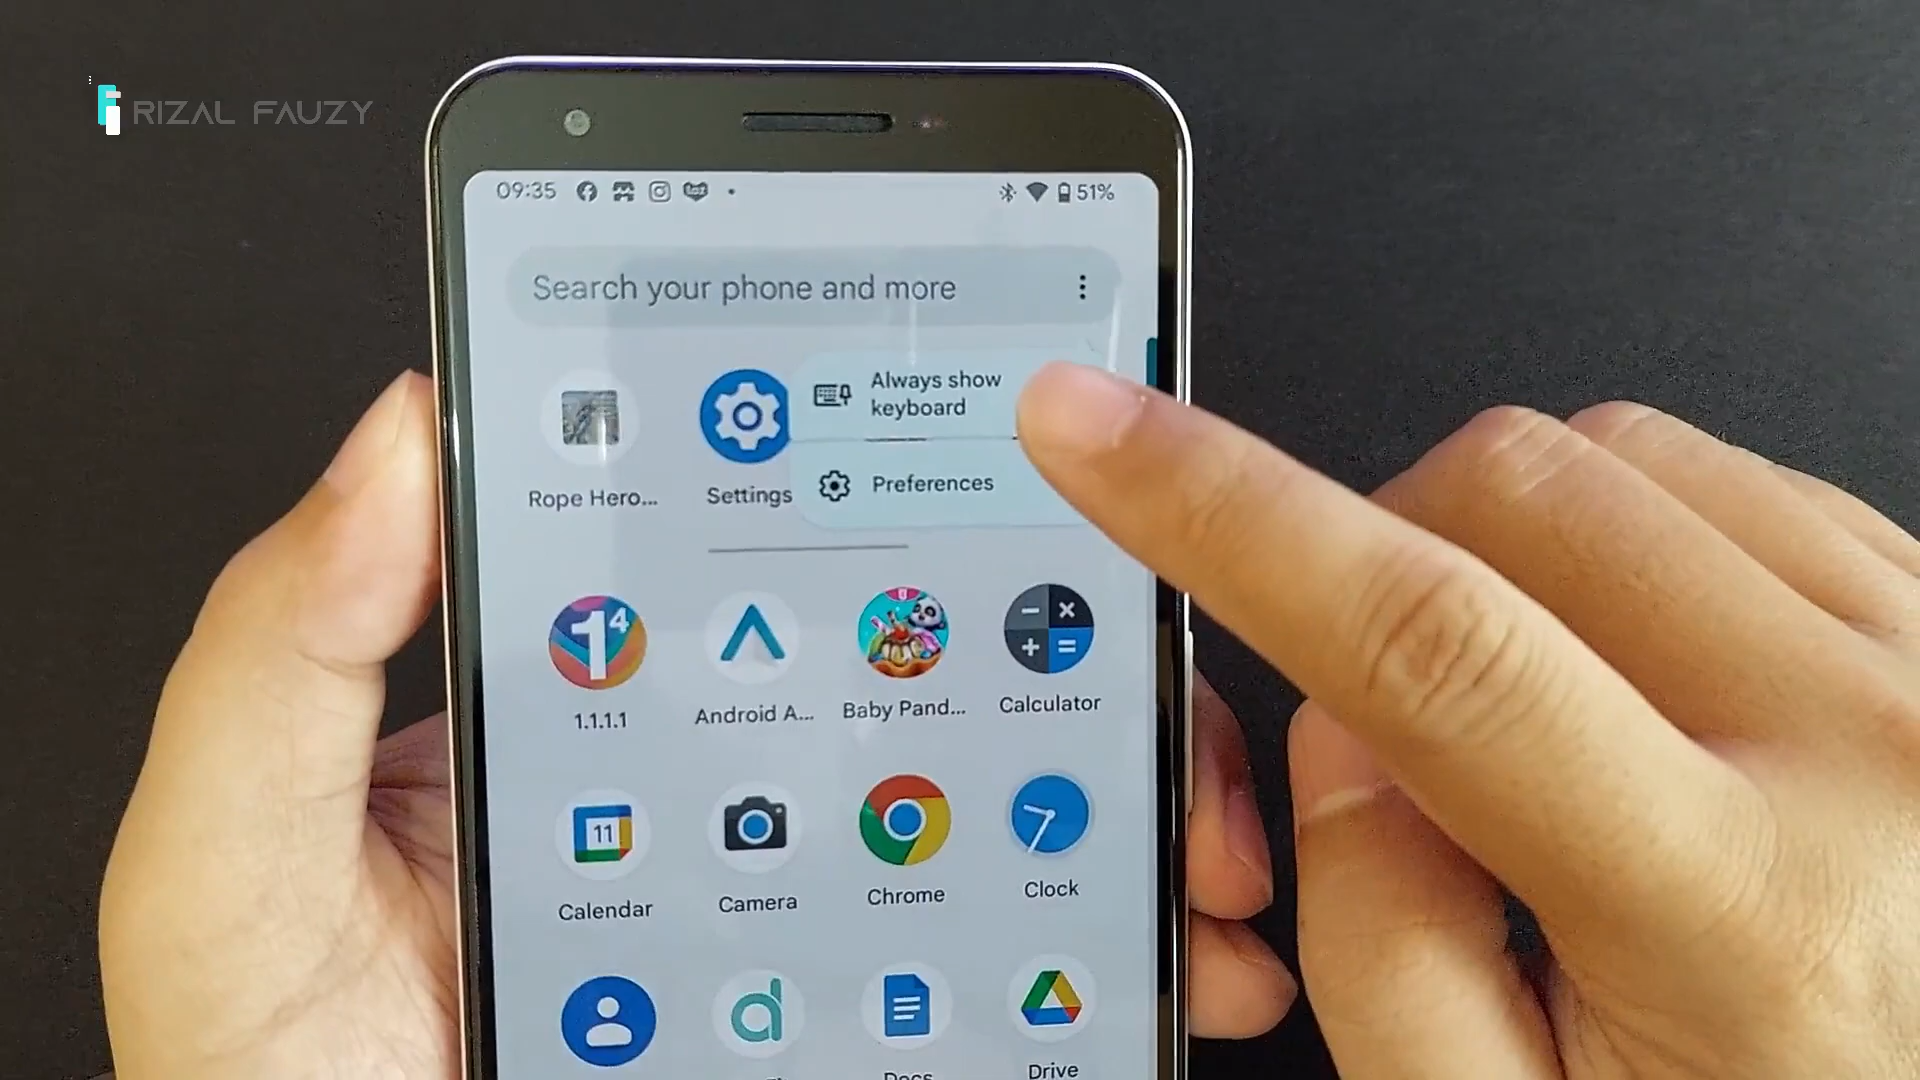 RIZAL FAUZY
09:35
51%
Search your phone and more
Always show
keyboard
Preferences
Rope Hero...
Settings
1.1.1.1
Android A...
Baby Pand...
Calculator
11
Calendar
Camera
Chrome
Clock
Docs
Drive